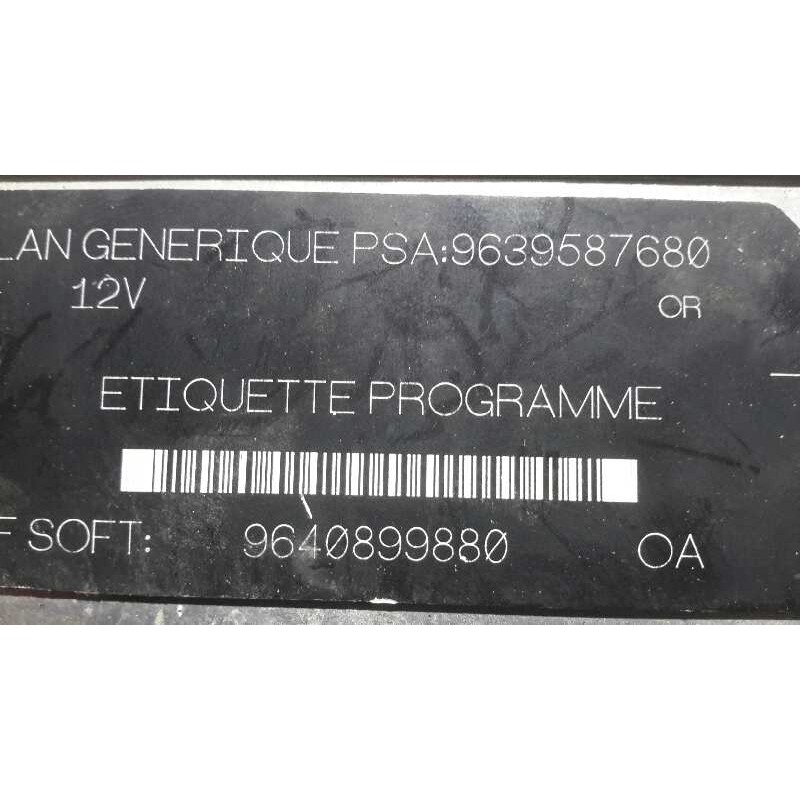 LAN GENERIQUE PSA:9639587680
12V OR
ETIQUETTE PROGRAMME
F SOFT: 9640899880 OA